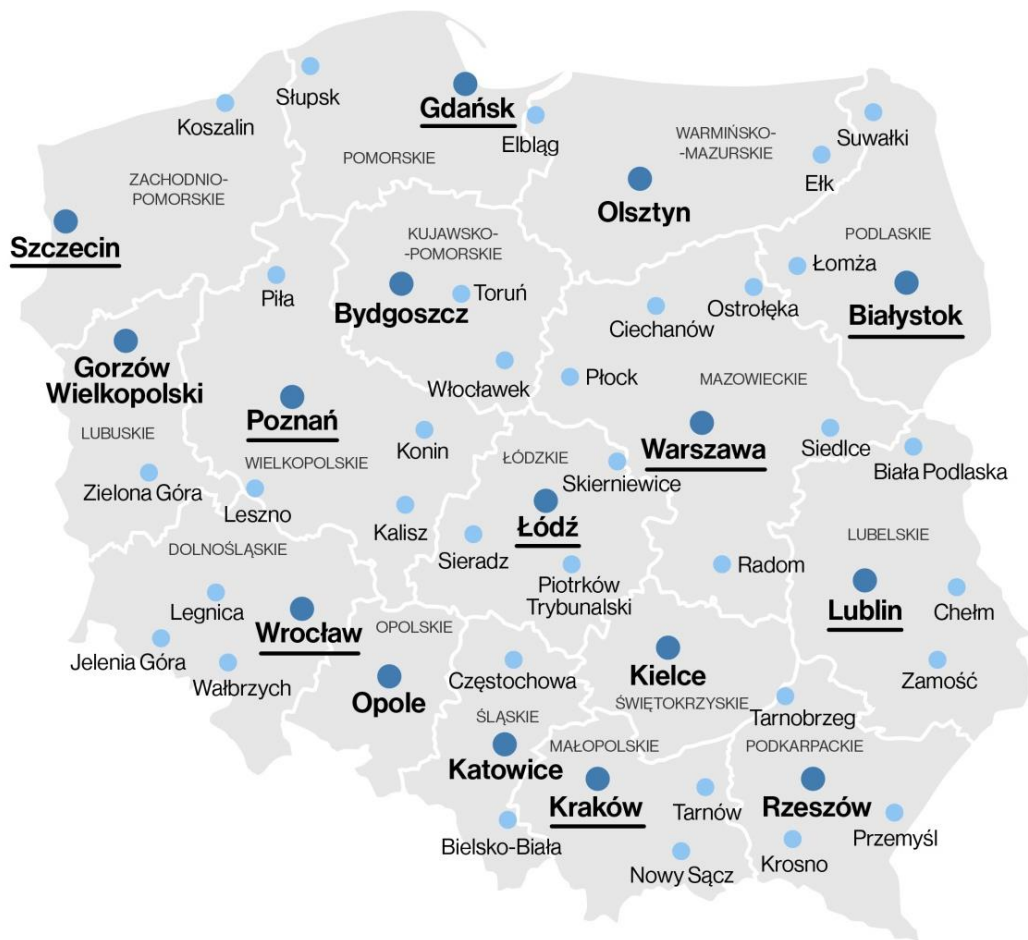 Słupsk
Gdańsk
Koszalin
Elbląg
Suwałki
WARMIŃSKO-
-MAZURSKIE
POMORSKIE
Ełk
ZACHODNIO-
POMORSKIE
Olsztyn
Szczecin
KUJAWSKO-
-POMORSKIE
PODLASKIE
Łomża
Piła
Toruń
Bydgoszcz
Ostrołęka
Białystok
Ciechanów
Gorzów
Wielkopolski
Włocławek
Płock
MAZOWIECKIE
Poznań
LUBUSKIE
Konin
Warszawa
Siedlce
WIELKOPOLSKIE
ŁÓDZKIE
Biała Podlaska
Skierniewice
Zielona Góra
Leszno
Kalisz
Łódź
LUBELSKIE
DOLNOŚLĄSKIE
Sieradz
Piotrków
Trybunalski
Radom
Legnica
Lublin
Chełm
Wrocław
OPOLSKIE
Jelenia Góra
Wałbrzych
Częstochowa
Kielce
Zamość
Opole
ŚWIĘTOKRZYSKIE
ŚLĄSKIE
Tarnobrzeg
MAŁOPOLSKIE
PODKARPACKIE
Katowice
Kraków
Tarnów
Rzeszów
Bielsko-Biała
Przemyśl
Nowy Sącz
Krosno